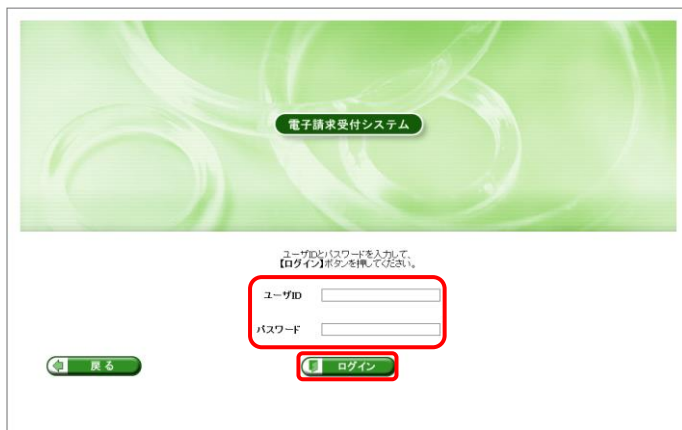 電子請求受付システム
ユーザIDとパスワードを入力して、
【ログイン】ボタンを押してください。
ユーザID
パスワード
戻る
ログイン